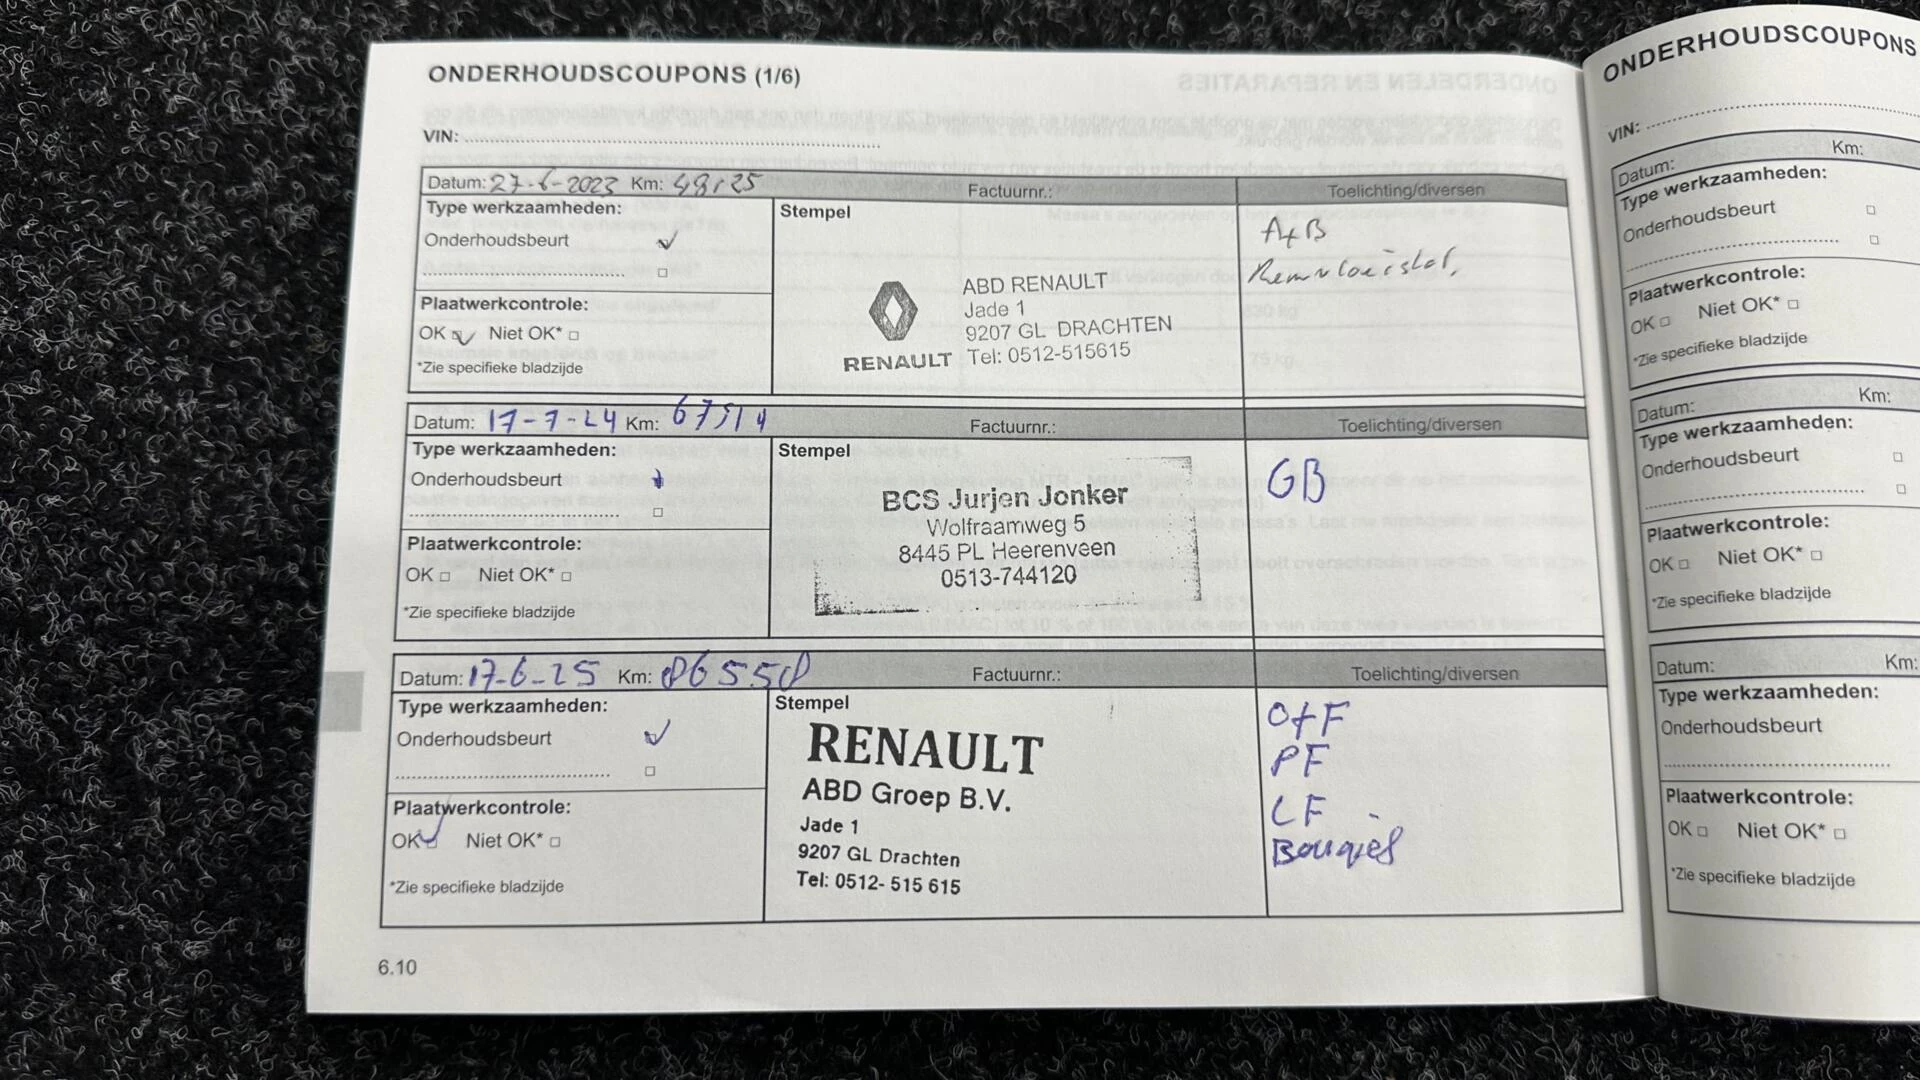 ONDERHOUDSCOUPONS (1/6)
VIN:
Datum: 27-6-2023 Km: 48125 Factuurnr.: Toelichting/diversen
Type werkzaamheden:
Onderhoudsbeurt
Stempel
A+B
Remvloeistof,
ABD RENAULT
Jade 1
9207 GL DRACHTEN
Tel: 0512-515615
RENAULT
Plaatwerkcontrole:
OK Niet OK*
*Zie specifieke bladzijde
Datum: 17-7-24 Km: 67514 Factuurnr.: Toelichting/diversen
Type werkzaamheden:
Onderhoudsbeurt
Stempel
GB
BCS Jurjen Jonker
Wolfraamweg 5
8445 PL Heerenveen
0513-744120
Plaatwerkcontrole:
OK Niet OK*
*Zie specifieke bladzijde
Datum: 17-6-25 Km: 86558 Factuurnr.: Toelichting/diversen
Type werkzaamheden:
Onderhoudsbeurt
Stempel
O+F
PF
LF
Bougies
RENAULT
ABD Groep B.V.
Jade 1
9207 GL Drachten
Tel: 0512- 515 615
Plaatwerkcontrole:
OK Niet OK*
*Zie specifieke bladzijde
6.10
ONDERHOUDSCOUPONS
VIN:
Datum: Km:
Type werkzaamheden:
Onderhoudsbeurt
Plaatwerkcontrole:
OK Niet OK*
*Zie specifieke bladzijde
Datum: Km:
Type werkzaamheden:
Onderhoudsbeurt
Plaatwerkcontrole:
OK Niet OK*
*Zie specifieke bladzijde
Datum: Km:
Type werkzaamheden:
Onderhoudsbeurt
Plaatwerkcontrole:
OK Niet OK*
*Zie specifieke bladzijde